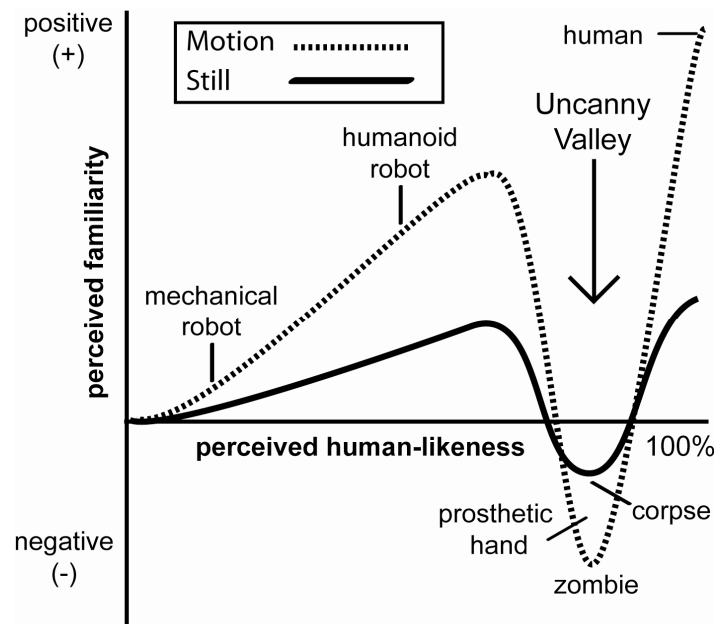 positive
(+)
Motion
Still
human
Uncanny
Valley
humanoid
robot
mechanical
robot
perceived familiarity
perceived human-likeness
100%
prosthetic
hand
corpse
zombie
negative
(-)